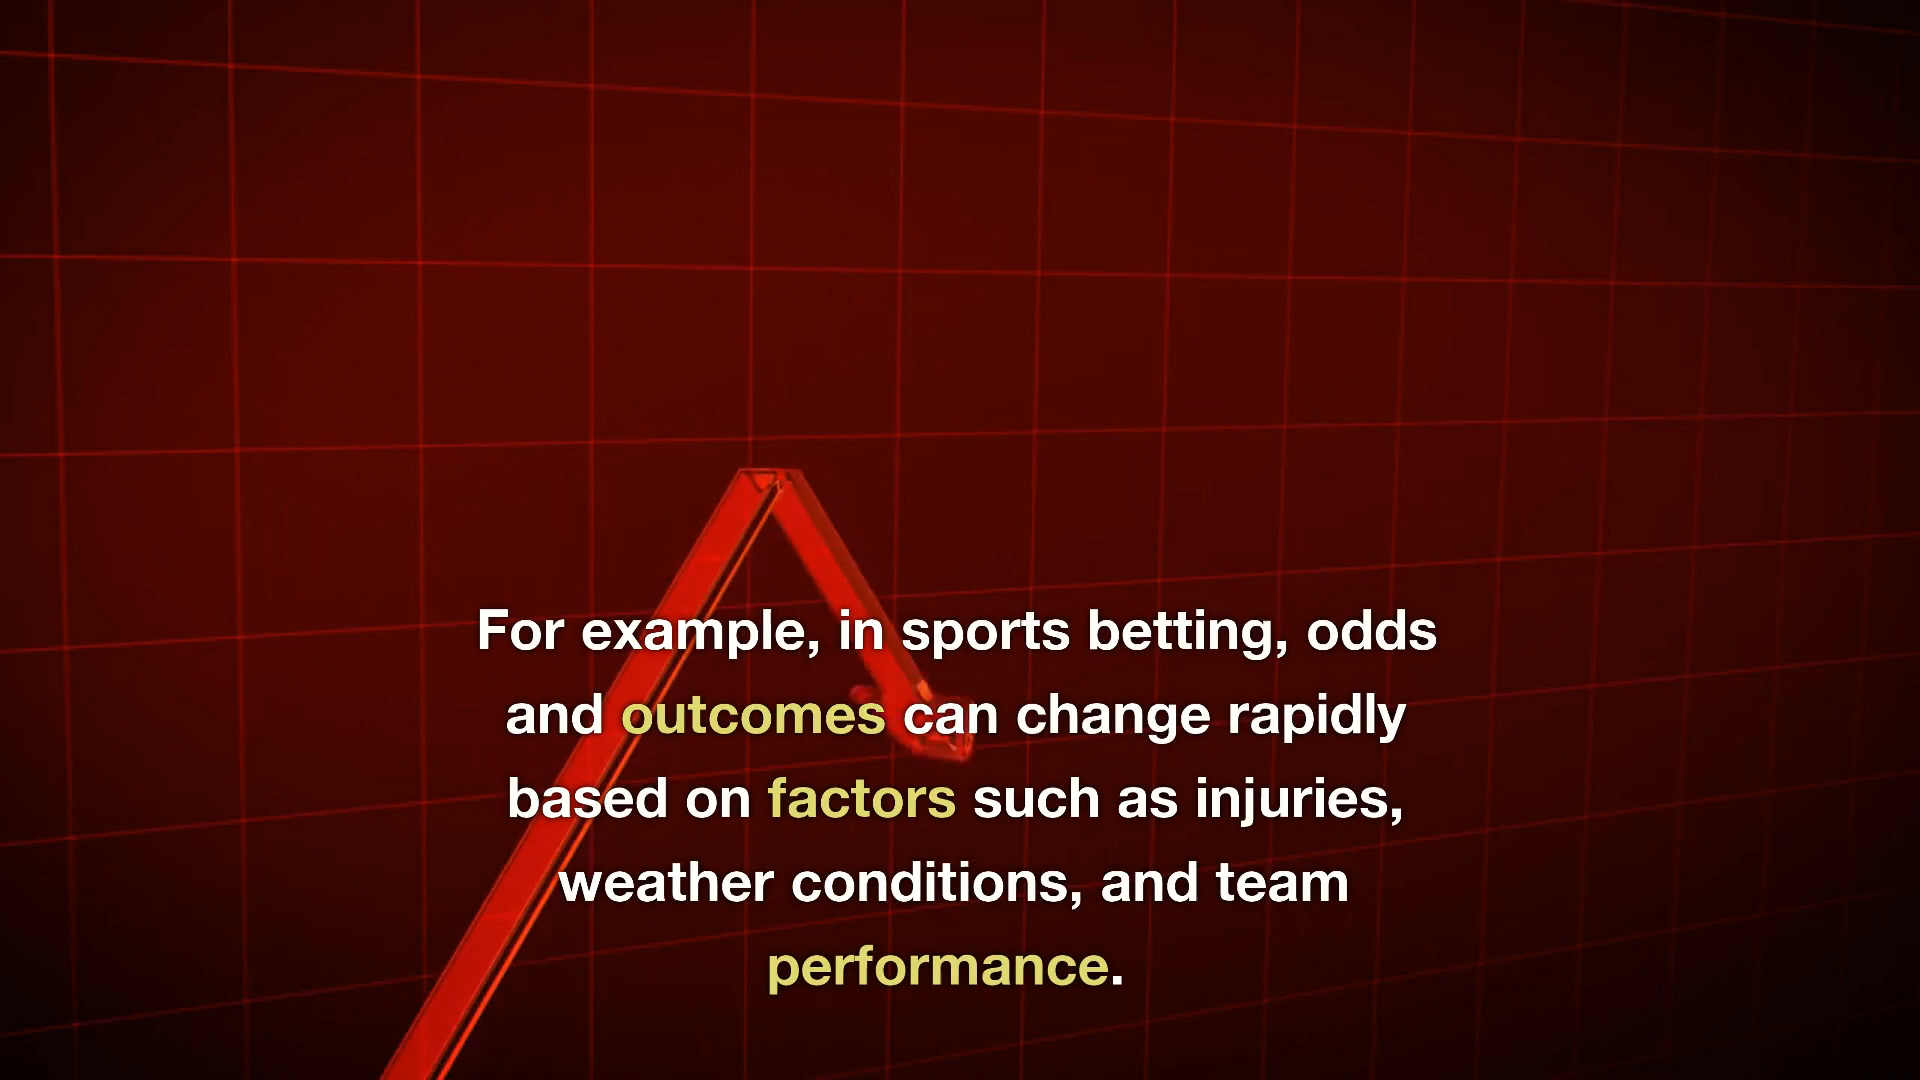 For example, in sports betting, odds
and outcomes can change rapidly
based on factors such as injuries,
weather conditions, and team
performance.